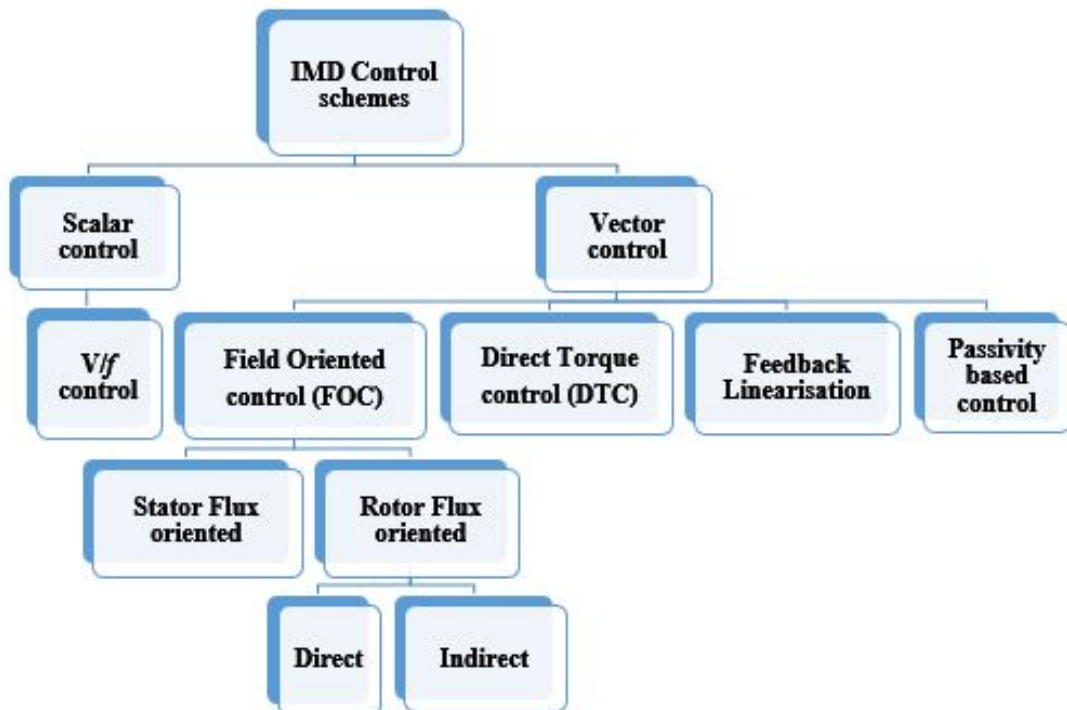 IMD Control
schemes
Scalar
control
Vector
control
V/f
control
Field Oriented
control (FOC)
Direct Torque
control (DTC)
Feedback
Linearisation
Passivity
based
control
Stator Flux
oriented
Rotor Flux
oriented
Direct
Indirect